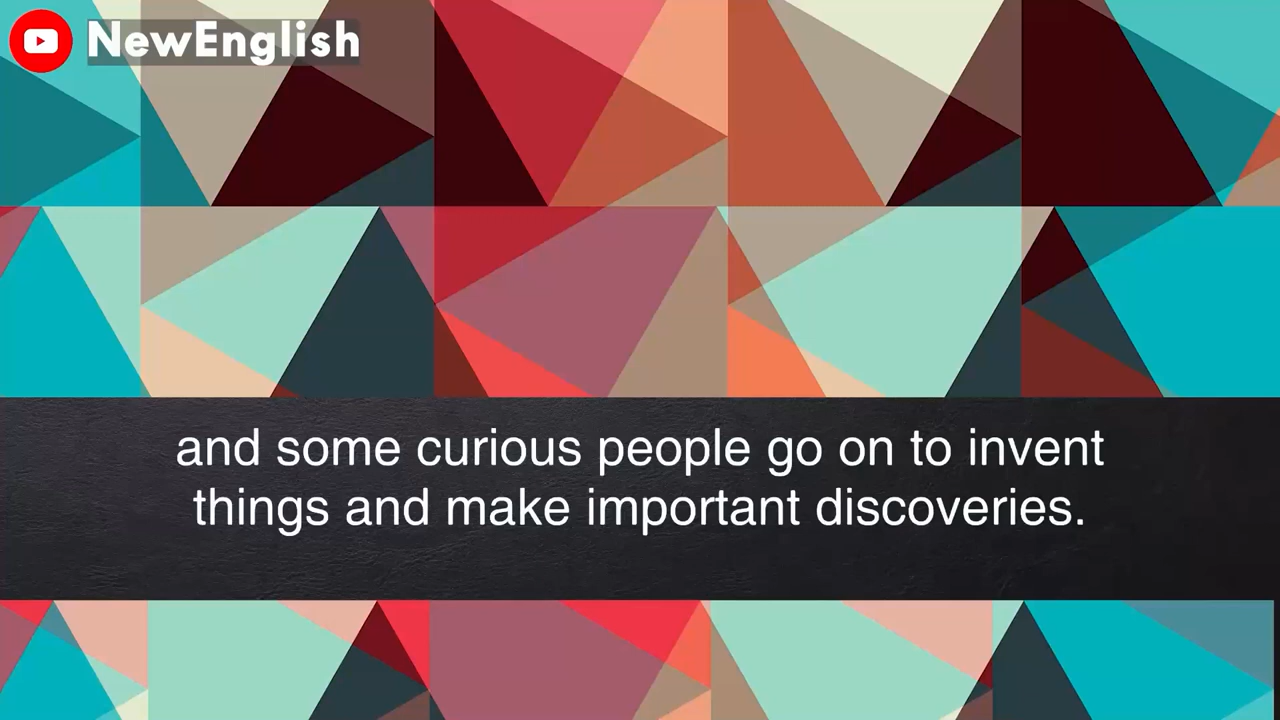 NewEnglish
and some curious people go on to invent
things and make important discoveries.